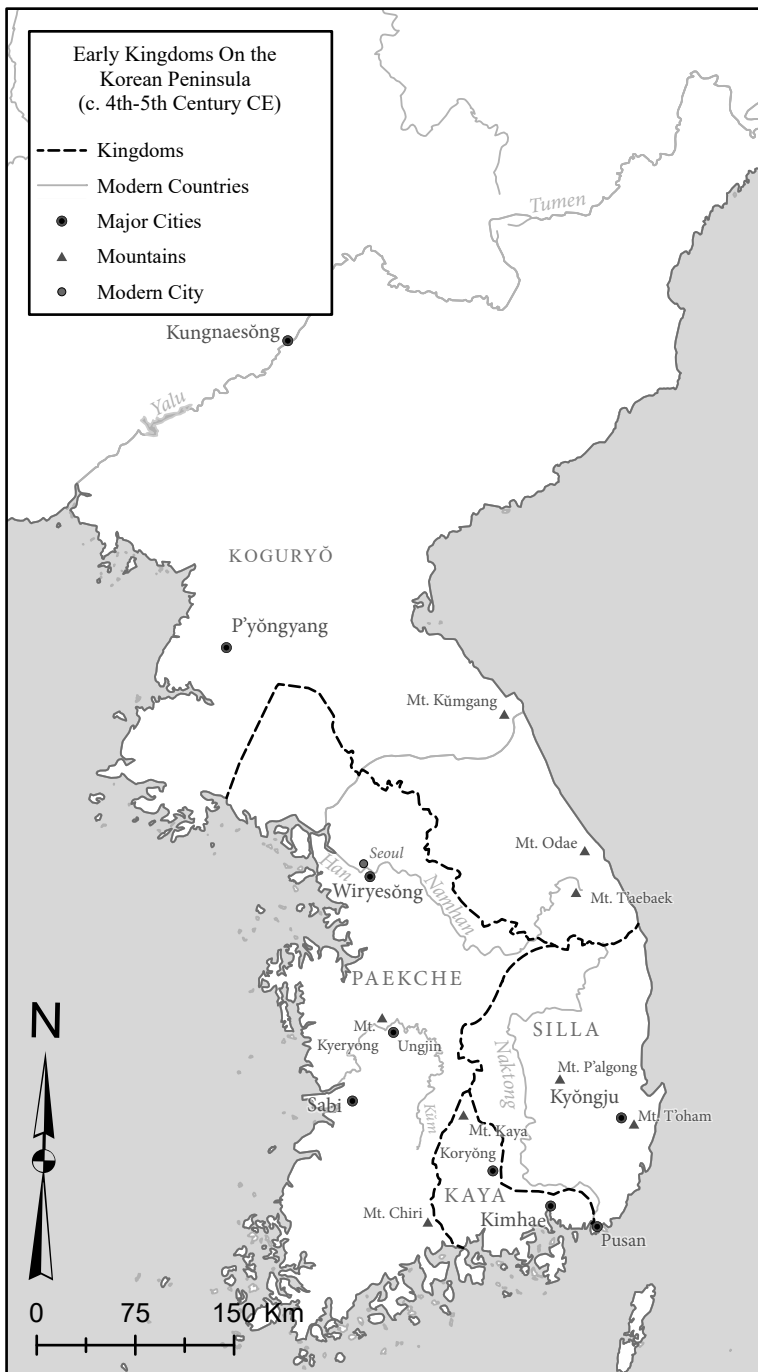 Early Kingdoms On the
Korean Peninsula
(c. 4th-5th Century CE)
Kingdoms
Modern Countries
Major Cities
Mountains
Modern City
Tumen
Kungnaesŏng
Yalu
KOGURYŎ
P'yŏngyang
Mt. Kŭmgang
Mt. Odae
Seoul
Han
Wiryesŏng
Namhan
Mt. T'aebaek
PAEKCHE
N
Mt.
Kyeryong
Ungjin
SILLA
Naktong
Mt. P'algong
Kyŏngju
Sabi
Kŭm
Mt. T'oham
Mt. Kaya
Koryŏng
KAYA
Mt. Chiri
Kimhae
Pusan
0 75 150 Km